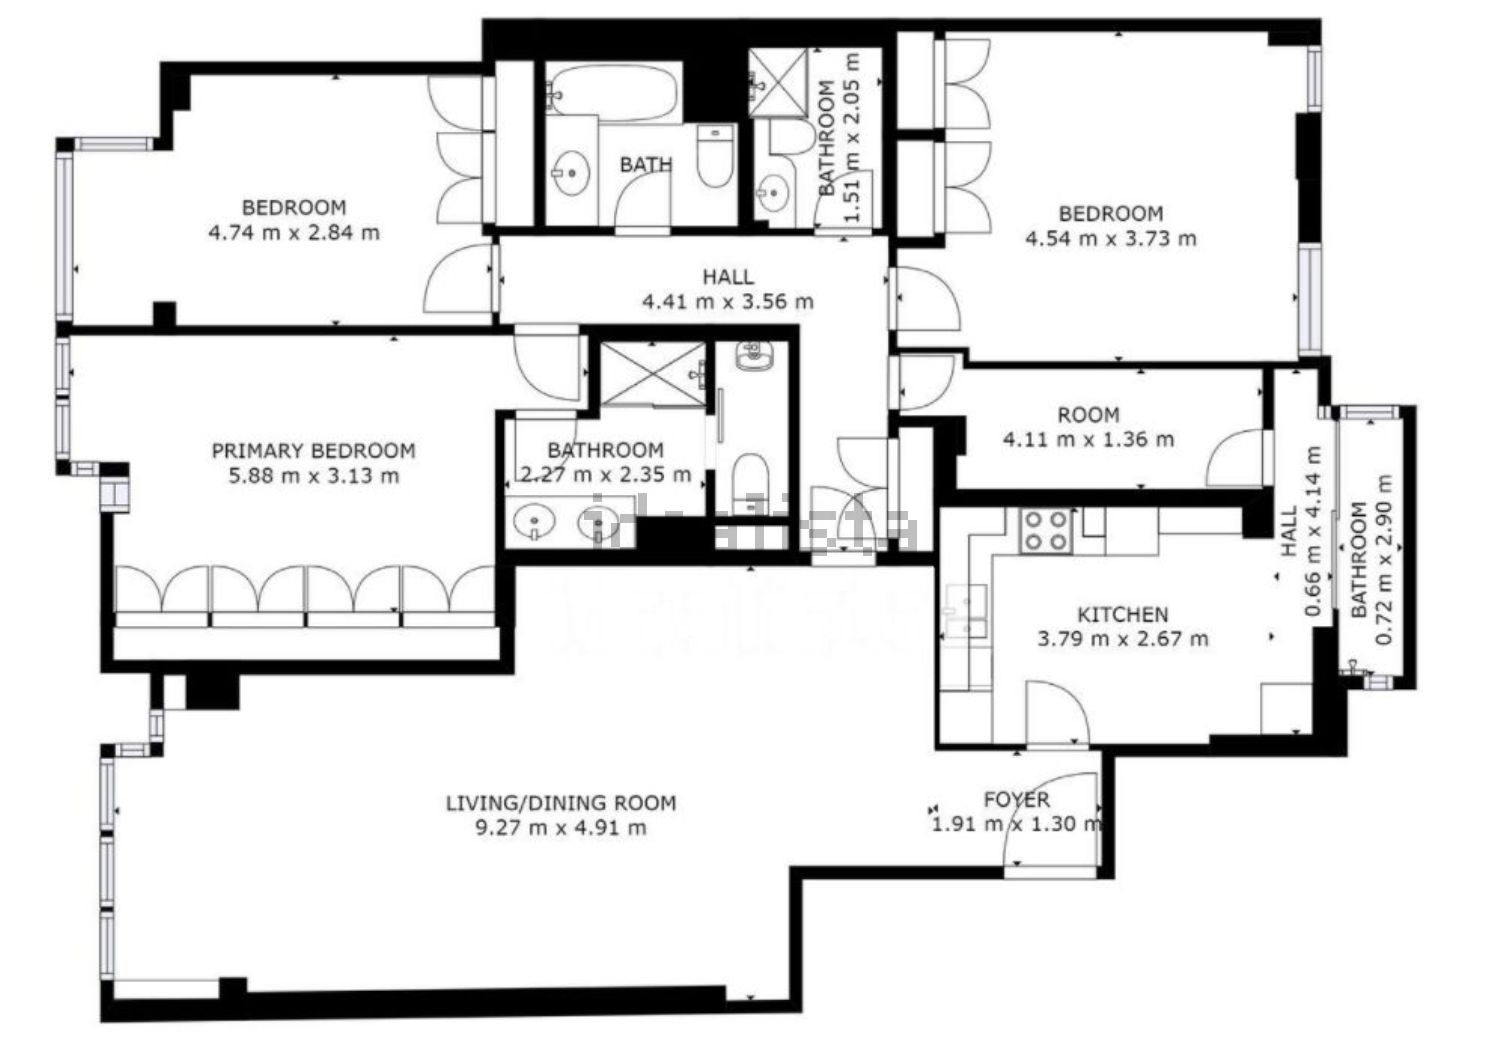 BATH
BATHROOM
1.51 m x 2.05 m
BEDROOM
4.74 m x 2.84 m
BEDROOM
4.54 m x 3.73 m
HALL
4.41 m x 3.56 m
ROOM
4.11 m x 1.36 m
PRIMARY BEDROOM
5.88 m x 3.13 m
BATHROOM
2.27 m x 2.35 m
idealista
HALL
0.66 m x 4.14 m
BATHROOM
0.72 m x 2.90 m
KITCHEN
3.79 m x 2.67 m
LIVING/DINING ROOM
9.27 m x 4.91 m
FOYER
1.91 m x 1.30 m